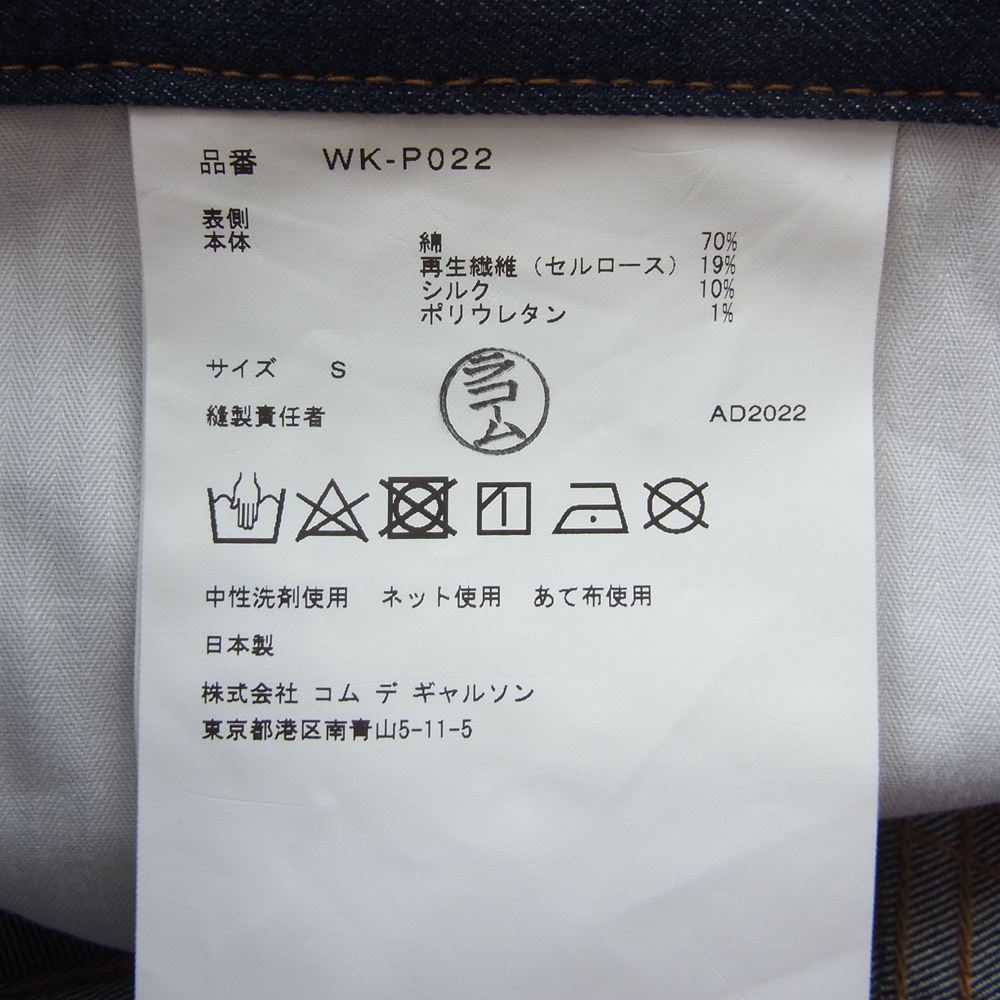 品番 WK-P022
表側
本体 綿 70%
再生繊維（セルロース） 19%
シルク 10%
ポリウレタン 1%
サイズ S
ラコーム
縫製責任者 AD2022
中性洗剤使用 ネット使用 あて布使用
日本製
株式会社 コム デ ギャルソン
東京都港区南青山5-11-5